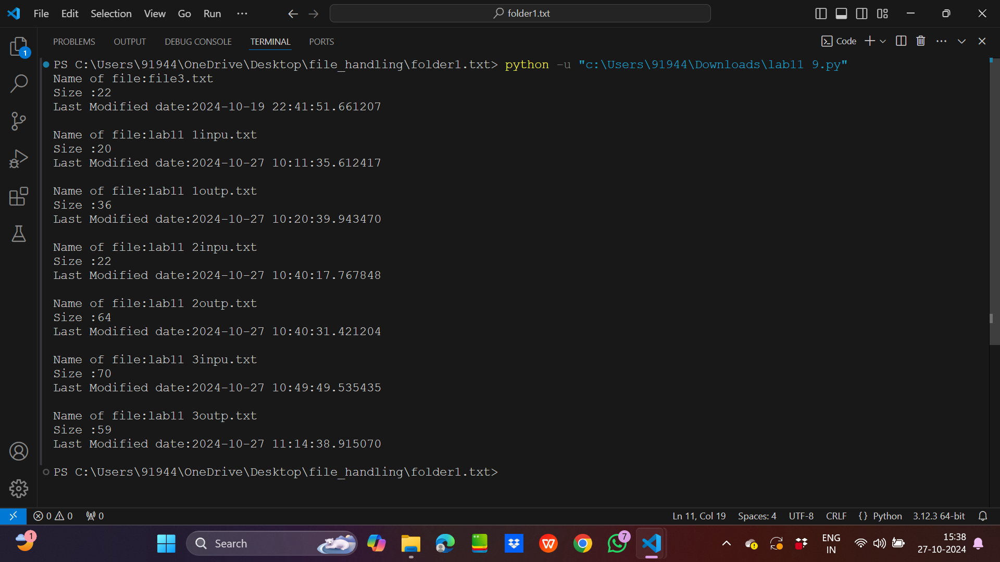 File Edit Selection View Go Run ···
folder1.txt
1
PROBLEMS OUTPUT DEBUG CONSOLE TERMINAL PORTS
Code
PS C:\Users\91944\OneDrive\Desktop\file_handling\folder1.txt> python -u "c:\Users\91944\Downloads\lab11 9.py"
Name of file:file3.txt
Size :22
Last Modified date:2024-10-19 22:41:51.661207
Name of file:lab11 1inpu.txt
Size :20
Last Modified date:2024-10-27 10:11:35.612417
Name of file:lab11 1outp.txt
Size :36
Last Modified date:2024-10-27 10:20:39.943470
Name of file:lab11 2inpu.txt
Size :22
Last Modified date:2024-10-27 10:40:17.767848
Name of file:lab11 2outp.txt
Size :64
Last Modified date:2024-10-27 10:40:31.421204
Name of file:lab11 3inpu.txt
Size :70
Last Modified date:2024-10-27 10:49:49.535435
Name of file:lab11 3outp.txt
Size :59
Last Modified date:2024-10-27 11:14:38.915070
PS C:\Users\91944\OneDrive\Desktop\file_handling\folder1.txt>
0 0 0
Ln 11, Col 19 Spaces: 4 UTF-8 CRLF {} Python 3.12.3 64-bit
1
Search
W
7
ENG
IN
15:38
27-10-2024